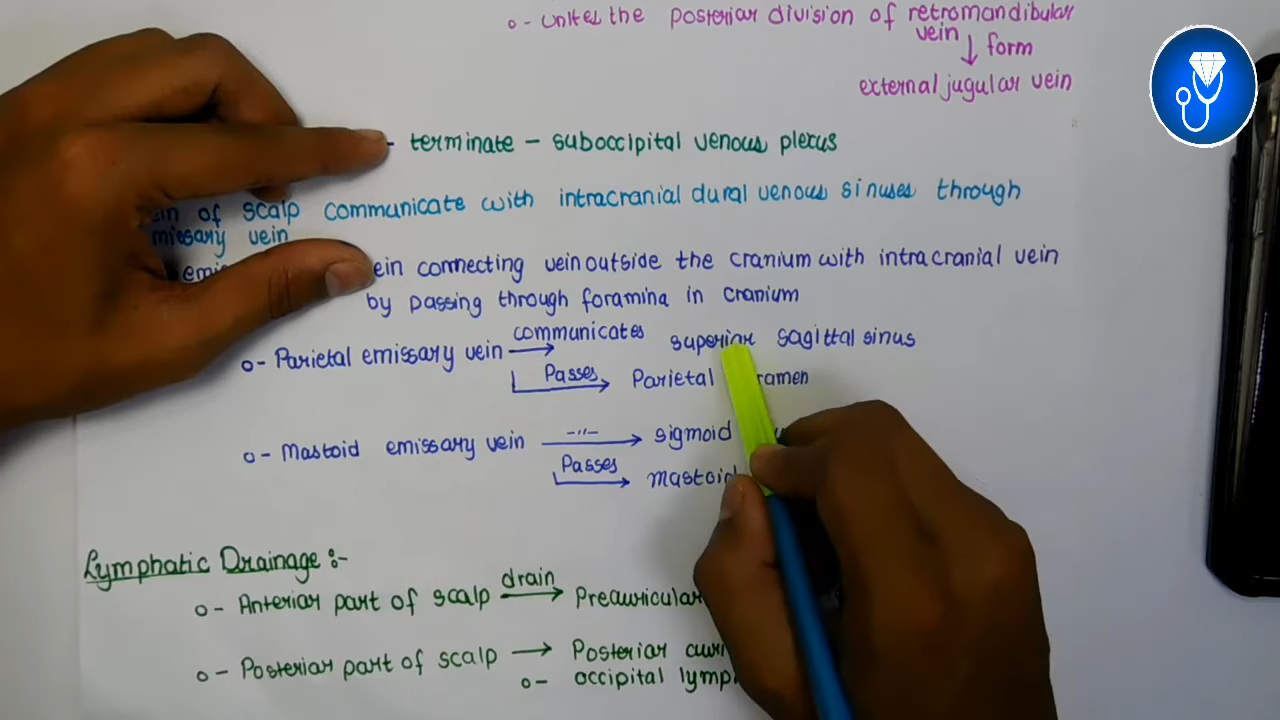 o- unites the posterior division of retromandibular
vein ↓ form
external jugular vein
- terminate - suboccipital venous plexus
of scalp communicate with intracranial dural venous sinuses through
vein
connecting vein outside the cranium with intracranial vein
by passing through foramina in cranium
o- Parietal emissary vein → communicates superior sagittal sinus
Passes → Parietal
o- Mastoid emissary vein -"- → sigmoid
Passes → mastoid
Lymphatic Drainage :-
o- Anterior part of scalp drain → Preauricular
o- Posterior part of scalp → Posterior
o- occipital